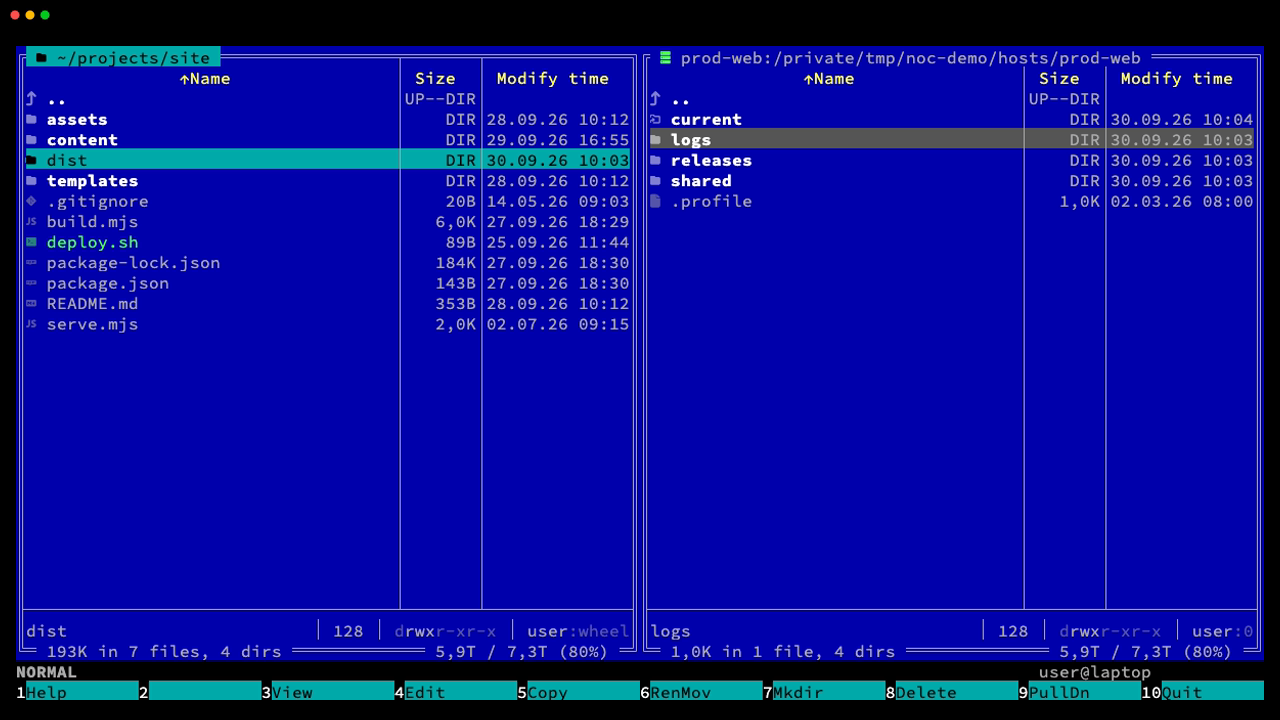 ~/projects/site
↑Name Size Modify time
.. UP--DIR
assets DIR 28.09.26 10:12
content DIR 29.09.26 16:55
dist DIR 30.09.26 10:03
templates DIR 28.09.26 10:12
.gitignore 20B 14.05.26 09:03
JS build.mjs 6,0K 27.09.26 18:29
deploy.sh 89B 25.09.26 11:44
package-lock.json 184K 27.09.26 18:30
package.json 143B 27.09.26 18:30
README.md 353B 28.09.26 10:12
JS serve.mjs 2,0K 02.07.26 09:15
dist 128 drwxr-xr-x user:wheel
193K in 7 files, 4 dirs 5,9T / 7,3T (80%)
prod-web:/private/tmp/noc-demo/hosts/prod-web
↑Name Size Modify time
.. UP--DIR
current DIR 30.09.26 10:04
logs DIR 30.09.26 10:03
releases DIR 30.09.26 10:03
shared DIR 30.09.26 10:03
.profile 1,0K 02.03.26 08:00
logs 128 drwxr-xr-x user:0
1,0K in 1 file, 4 dirs 5,9T / 7,3T (80%)
NORMAL user@laptop
1Help 2 3View 4Edit 5Copy 6RenMov 7Mkdir 8Delete 9PullDn 10Quit